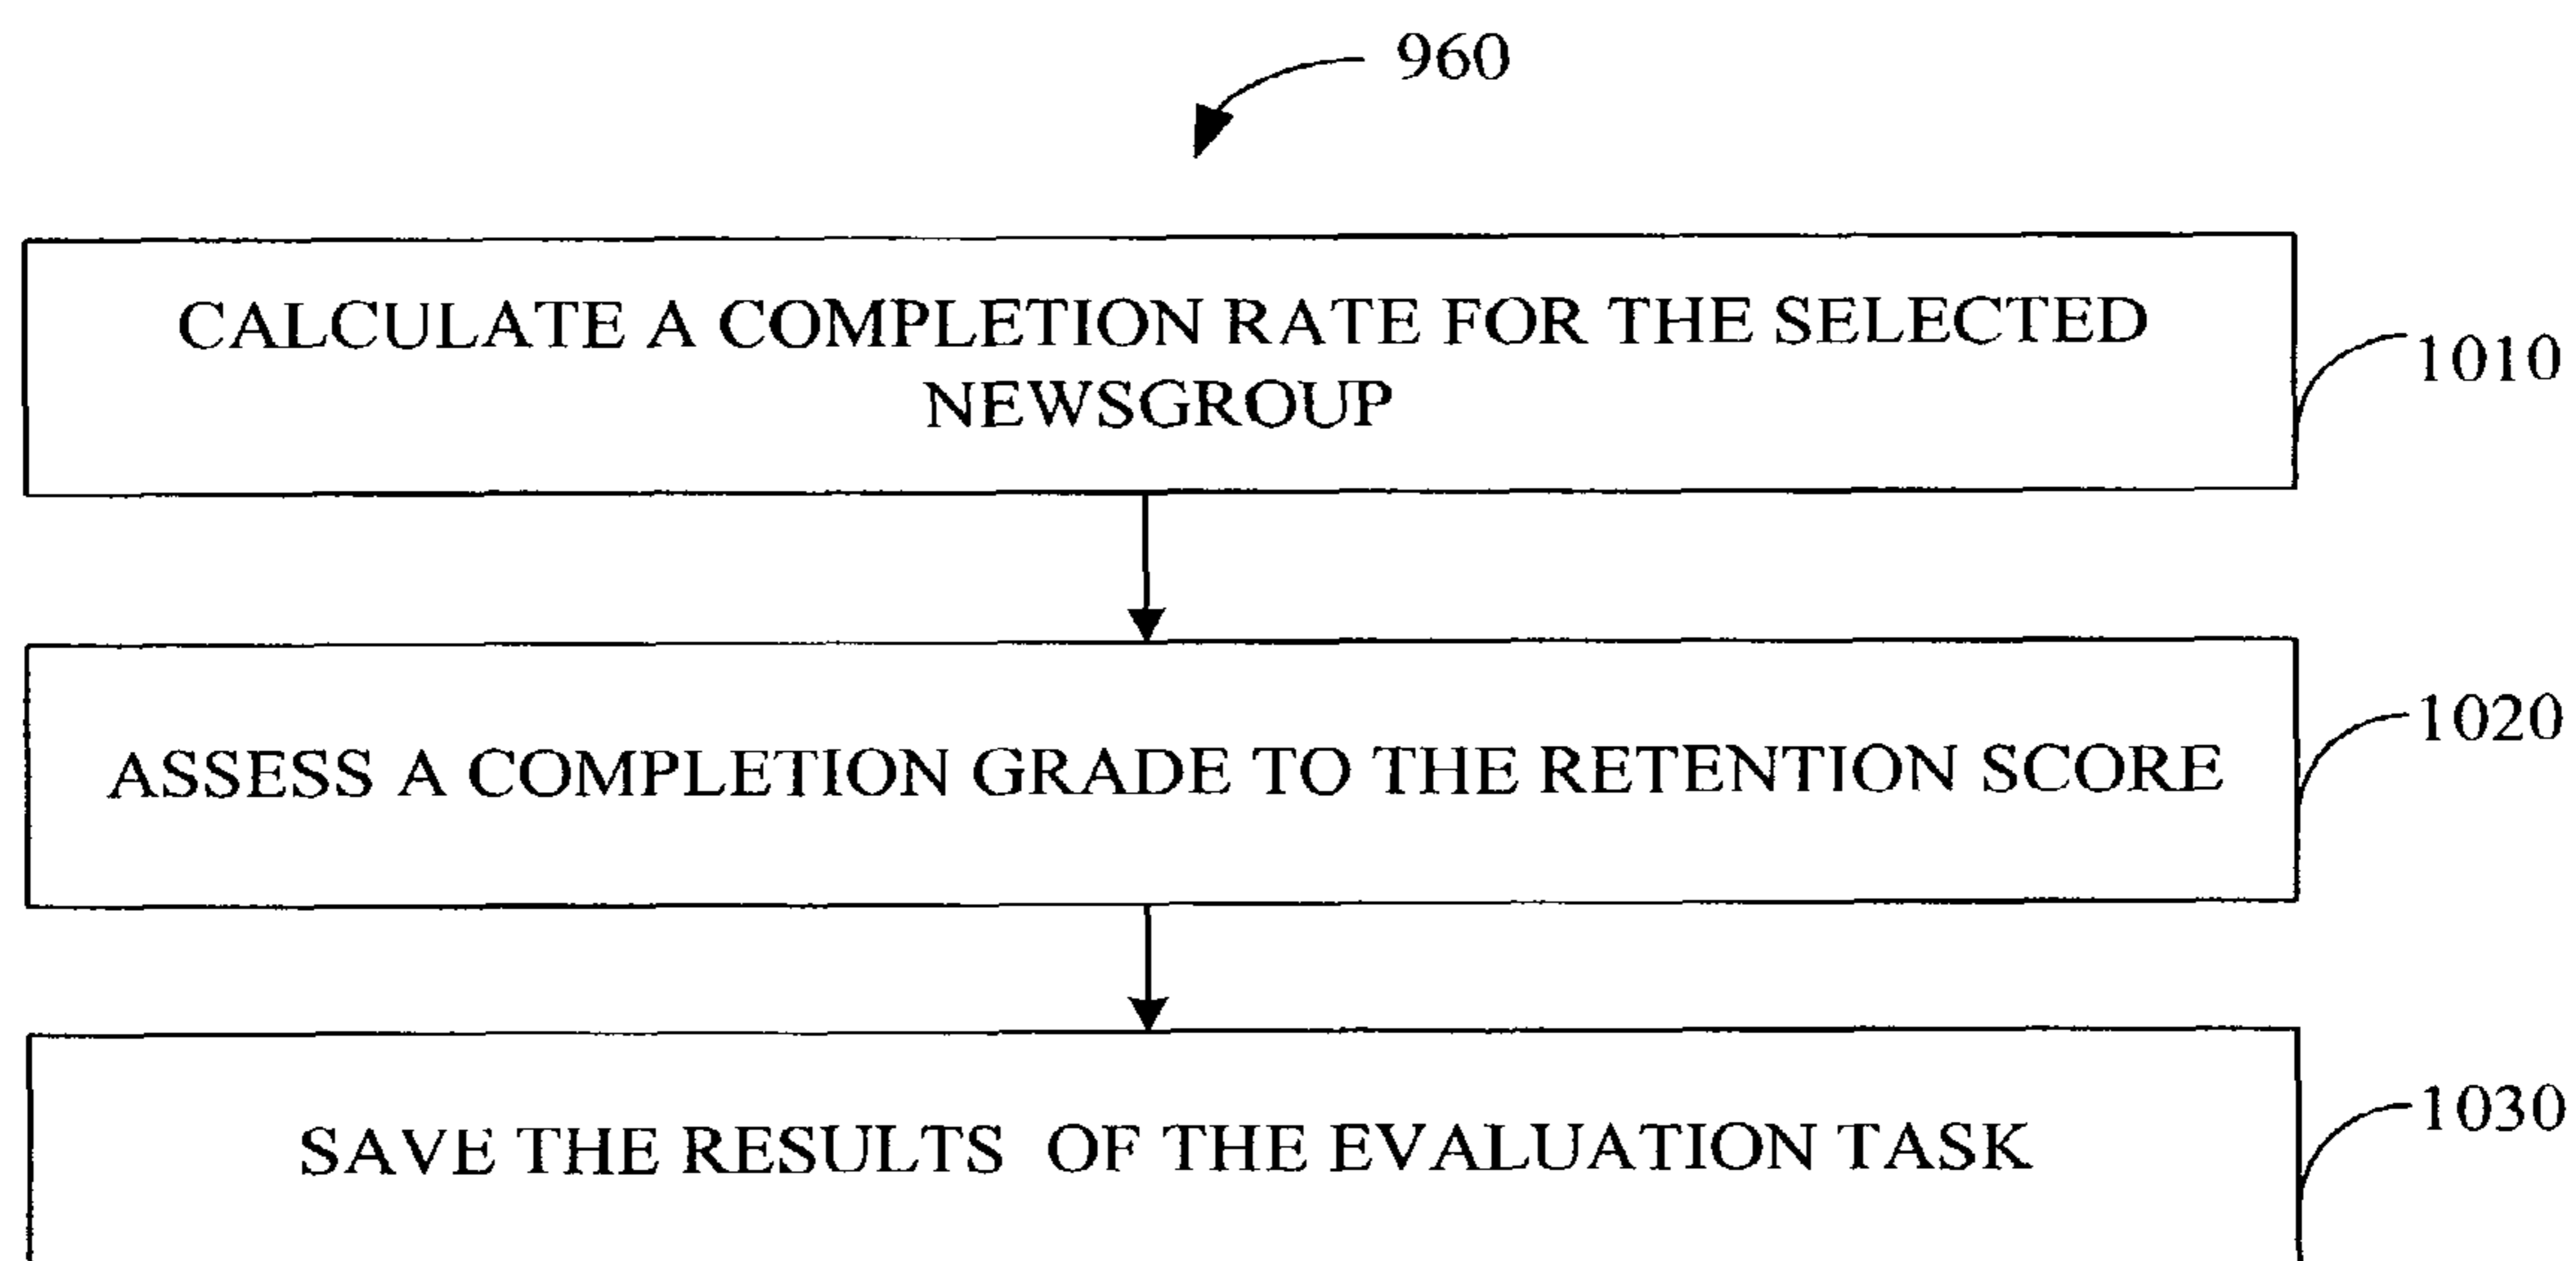 960
CALCULATE A COMPLETION RATE FOR THE SELECTED
NEWSGROUP
1010
ASSESS A COMPLETION GRADE TO THE RETENTION SCORE
1020
SAVE THE RESULTS OF THE EVALUATION TASK
1030